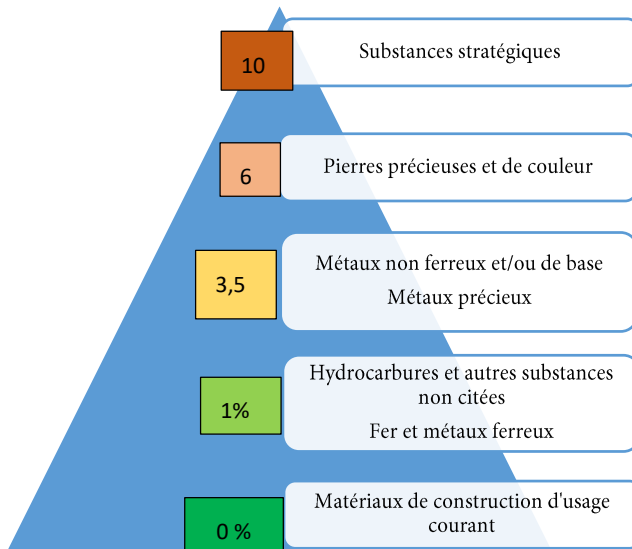 10
Substances stratégiques
6
Pierres précieuses et de couleur
3,5
Métaux non ferreux et/ou de base
Métaux précieux
1%
Hydrocarbures et autres substances
non citées
Fer et métaux ferreux
0 %
Matériaux de construction d'usage
courant